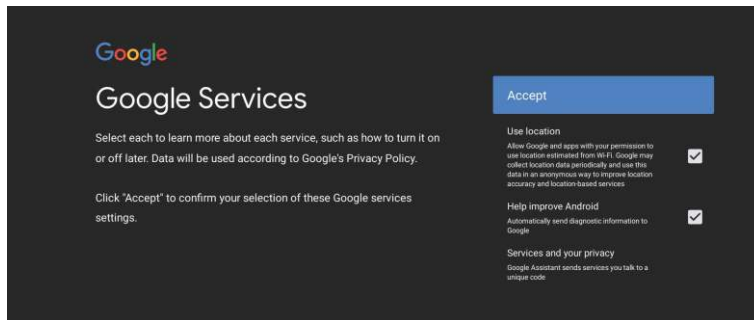 Google
Google Services
Select each to learn more about each service, such as how to turn it on
or off later. Data will be used according to Google's Privacy Policy.
Click "Accept" to confirm your selection of these Google services
settings.
Accept
Use location
Allow Google and apps with your permission to
use location estimated from Wi-Fi. Google may
collect location data periodically and use this
data in an anonymous way to improve location
accuracy and location-based services
Help improve Android
Automatically send diagnostic information to
Google
Services and your privacy
Google Assistant sends services you talk to a
unique code